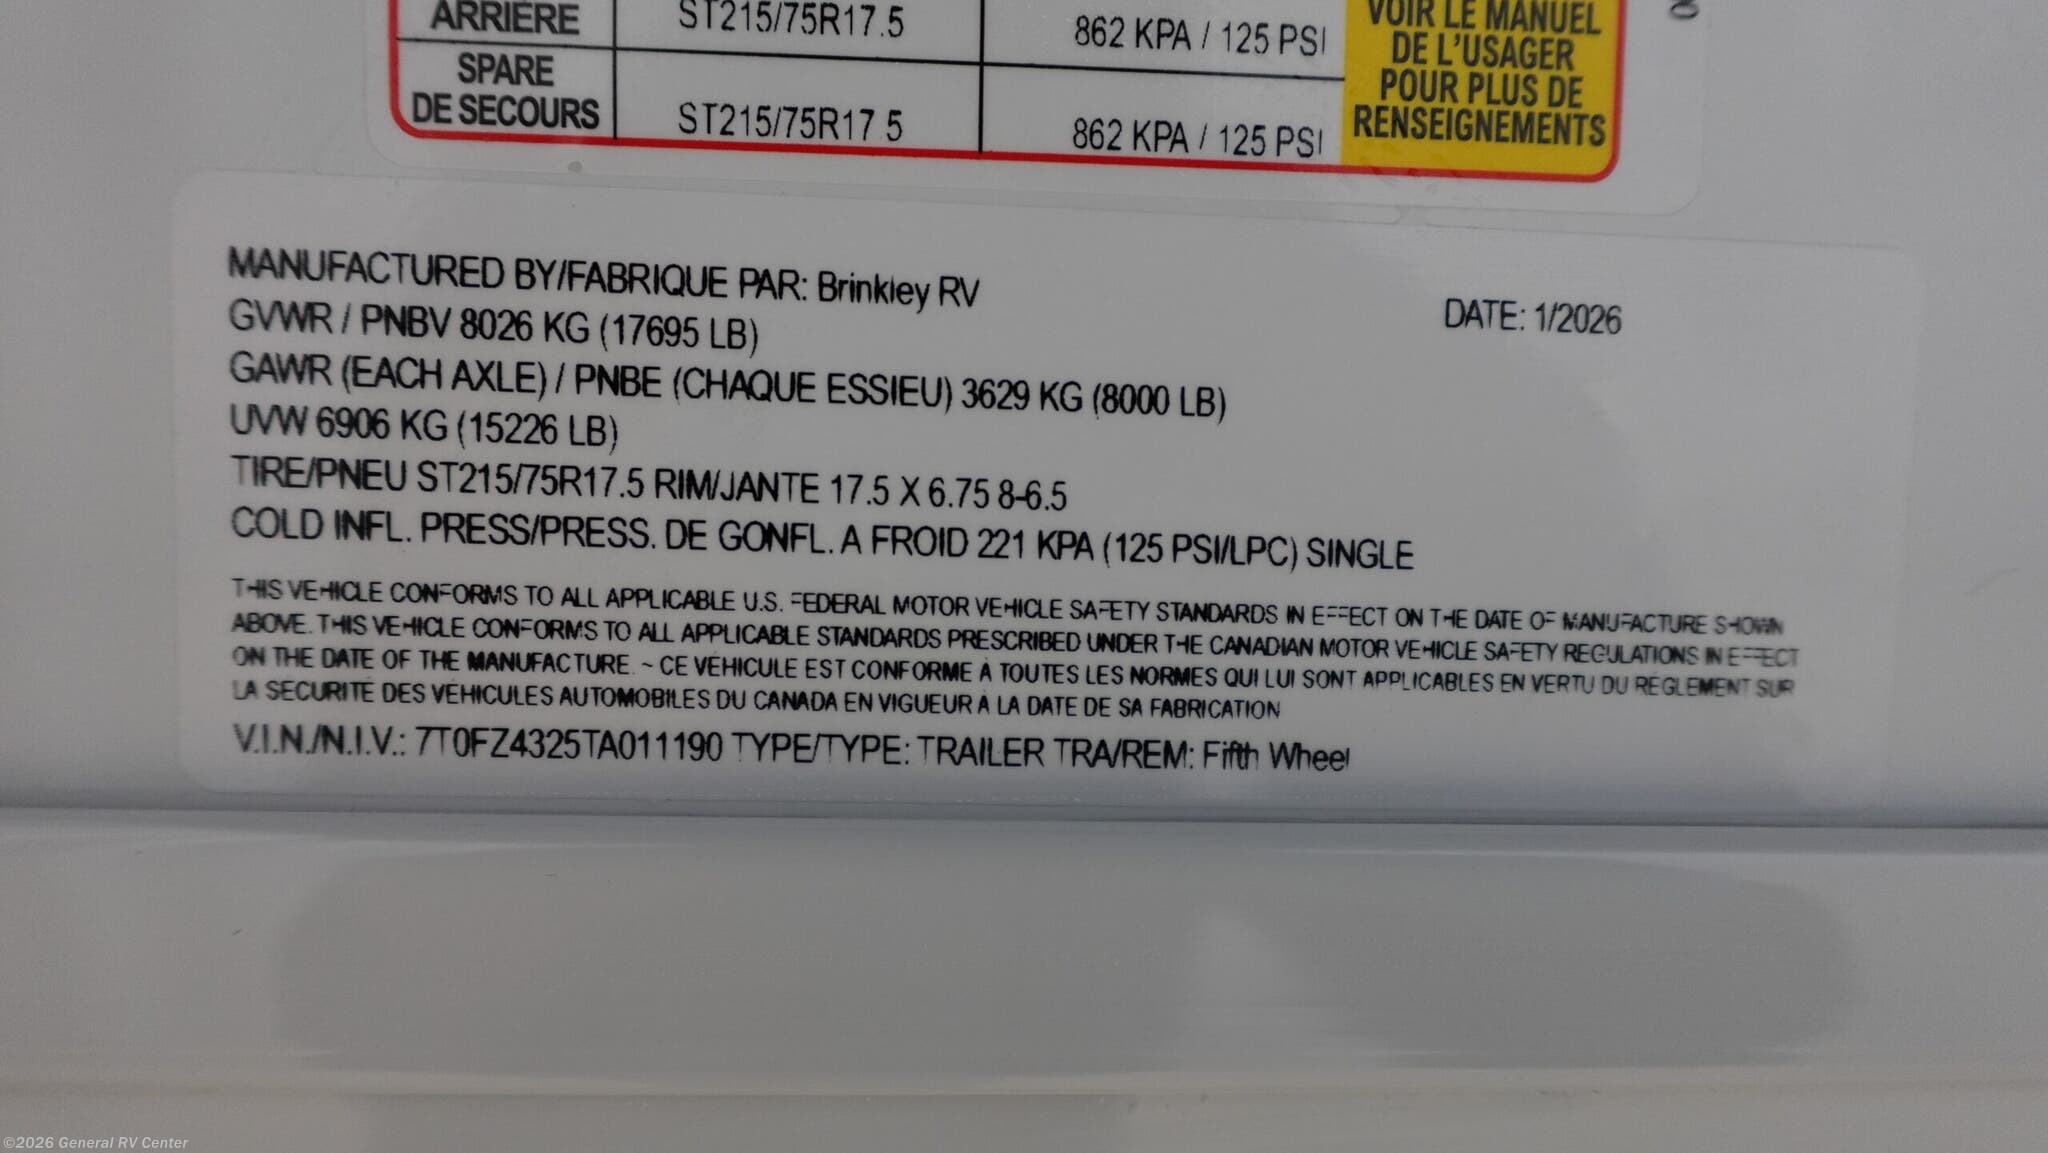 ARRIÈRE ST215/75R17.5 862 KPA / 125 PSI
SPARE
DE SECOURS ST215/75R17.5 862 KPA / 125 PSI
VOIR LE MANUEL
DE L'USAGER
POUR PLUS DE
RENSEIGNEMENTS
MANUFACTURED BY/FABRIQUE PAR: Brinkley RV
DATE: 1/2026
GVWR / PNBV 8026 KG (17695 LB)
GAWR (EACH AXLE) / PNBE (CHAQUE ESSIEU) 3629 KG (8000 LB)
UVW 6906 KG (15226 LB)
TIRE/PNEU ST215/75R17.5 RIM/JANTE 17.5 X 6.75 8-6.5
COLD INFL. PRESS/PRESS. DE GONFL. A FROID 221 KPA (125 PSI/LPC) SINGLE
THIS VEHICLE CONFORMS TO ALL APPLICABLE U.S. FEDERAL MOTOR VEHICLE SAFETY STANDARDS IN EFFECT ON THE DATE OF MANUFACTURE SHOWN
ABOVE. THIS VEHICLE CONFORMS TO ALL APPLICABLE STANDARDS PRESCRIBED UNDER THE CANADIAN MOTOR VEHICLE SAFETY REGULATIONS IN EFFECT
ON THE DATE OF THE MANUFACTURE. ~ CE VÉHICULE EST CONFORME À TOUTES LES NORMES QUI LUI SONT APPLICABLES EN VERTU DU RÉGLEMENT SUR
LA SÉCURITÉ DES VÉHICULES AUTOMOBILES DU CANADA EN VIGUEUR À LA DATE DE SA FABRICATION
V.I.N./N.I.V.: 7T0FZ4325TA011190 TYPE/TYPE: TRAILER TRA/REM: Fifth Wheel
©2026 General RV Center